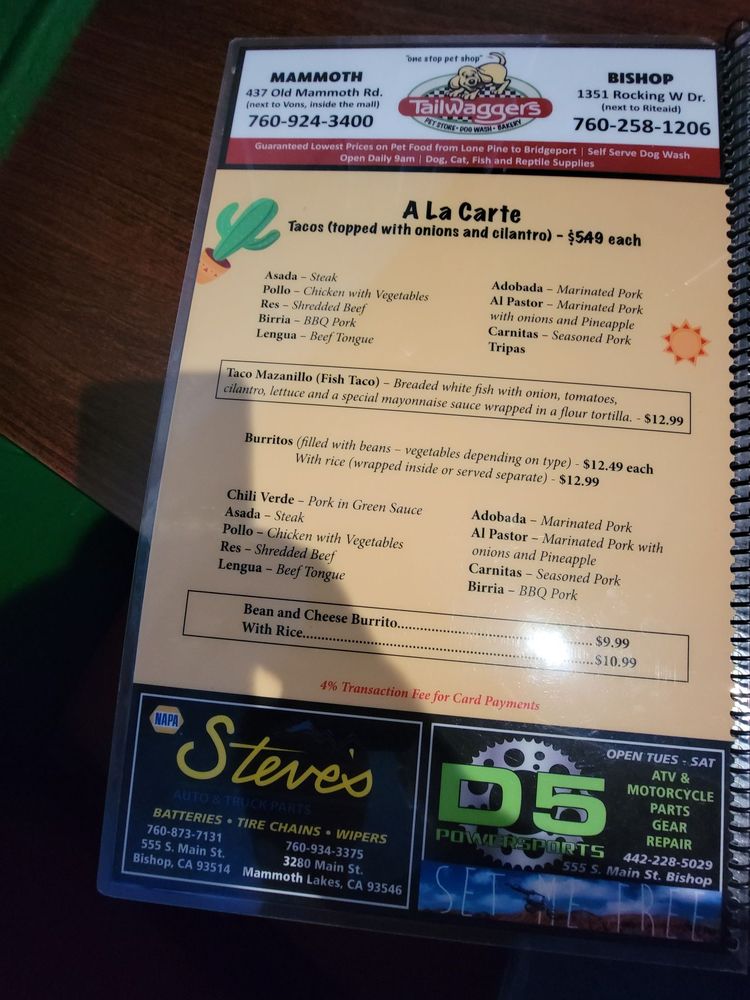 "one stop pet shop"
MAMMOTH
437 Old Mammoth Rd.
(next to Vons, inside the mall)
760-924-3400
TailWaggers
PET STORE • DOG WASH • BAKERY
BISHOP
1351 Rocking W Dr.
(next to Riteaid)
760-258-1206
Guaranteed Lowest Prices on Pet Food from Lone Pine to Bridgeport | Self Serve Dog Wash
Open Daily 9am | Dog, Cat, Fish and Reptile Supplies
A La Carte
Tacos (topped with onions and cilantro) - $5.49 each
Asada – Steak
Pollo – Chicken with Vegetables
Res – Shredded Beef
Birria – BBQ Pork
Lengua – Beef Tongue
Adobada – Marinated Pork
Al Pastor – Marinated Pork
with onions and Pineapple
Carnitas – Seasoned Pork
Tripas
Taco Mazanillo (Fish Taco) – Breaded white fish with onion, tomatoes,
cilantro, lettuce and a special mayonnaise sauce wrapped in a flour tortilla. - $12.99
Burritos (filled with beans – vegetables depending on type) - $12.49 each
With rice (wrapped inside or served separate) - $12.99
Chili Verde – Pork in Green Sauce
Asada – Steak
Pollo – Chicken with Vegetables
Res – Shredded Beef
Lengua – Beef Tongue
Adobada – Marinated Pork
Al Pastor – Marinated Pork with
onions and Pineapple
Carnitas – Seasoned Pork
Birria – BBQ Pork
Bean and Cheese Burrito.................................................. $9.99
With Rice...........................................................................$10.99
4% Transaction Fee for Card Payments
NAPA
Steve's
AUTO & TRUCK PARTS
BATTERIES • TIRE CHAINS • WIPERS
760-873-7131
555 S. Main St.
Bishop, CA 93514
760-934-3375
3280 Main St.
Mammoth Lakes, CA 93546
D5
POWERSPORTS
OPEN TUES - SAT
ATV &
MOTORCYCLE
PARTS
GEAR
REPAIR
442-228-5029
555 S. Main St. Bishop
SET ME FREE